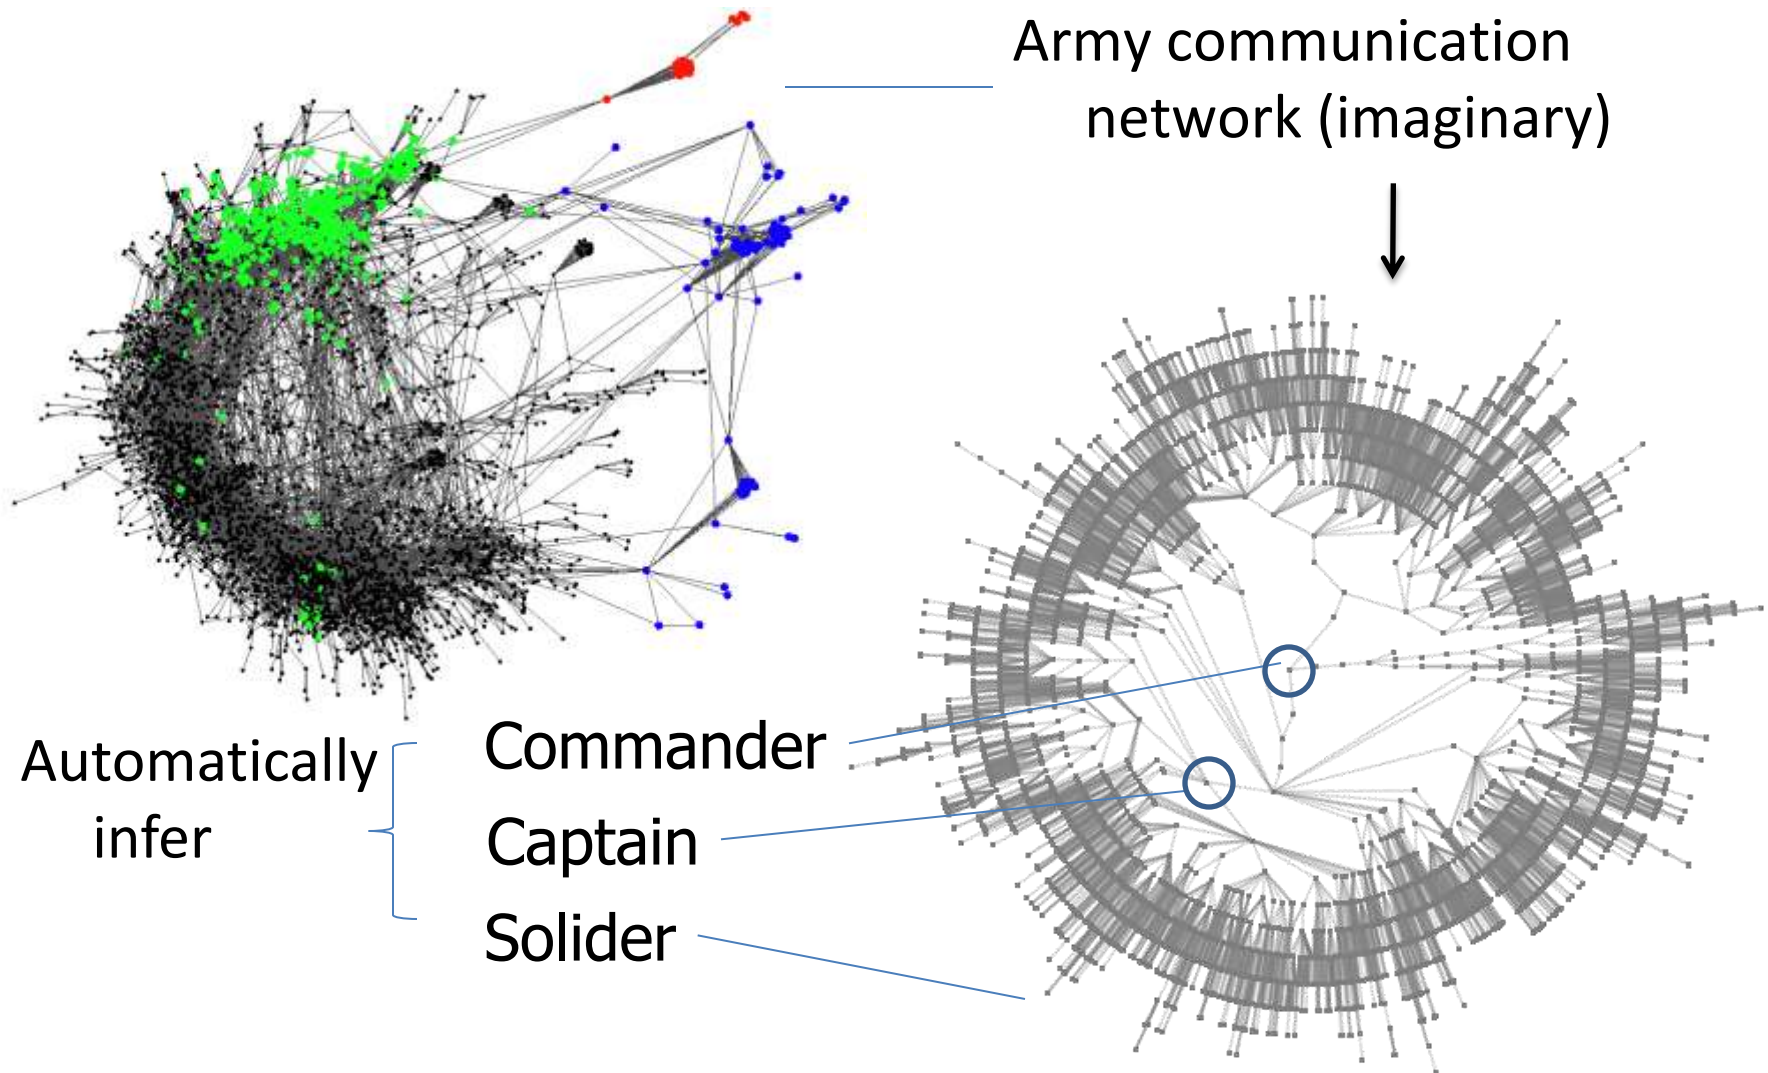 Army communication
network (imaginary)
Automatically
infer
Commander
Captain
Solider